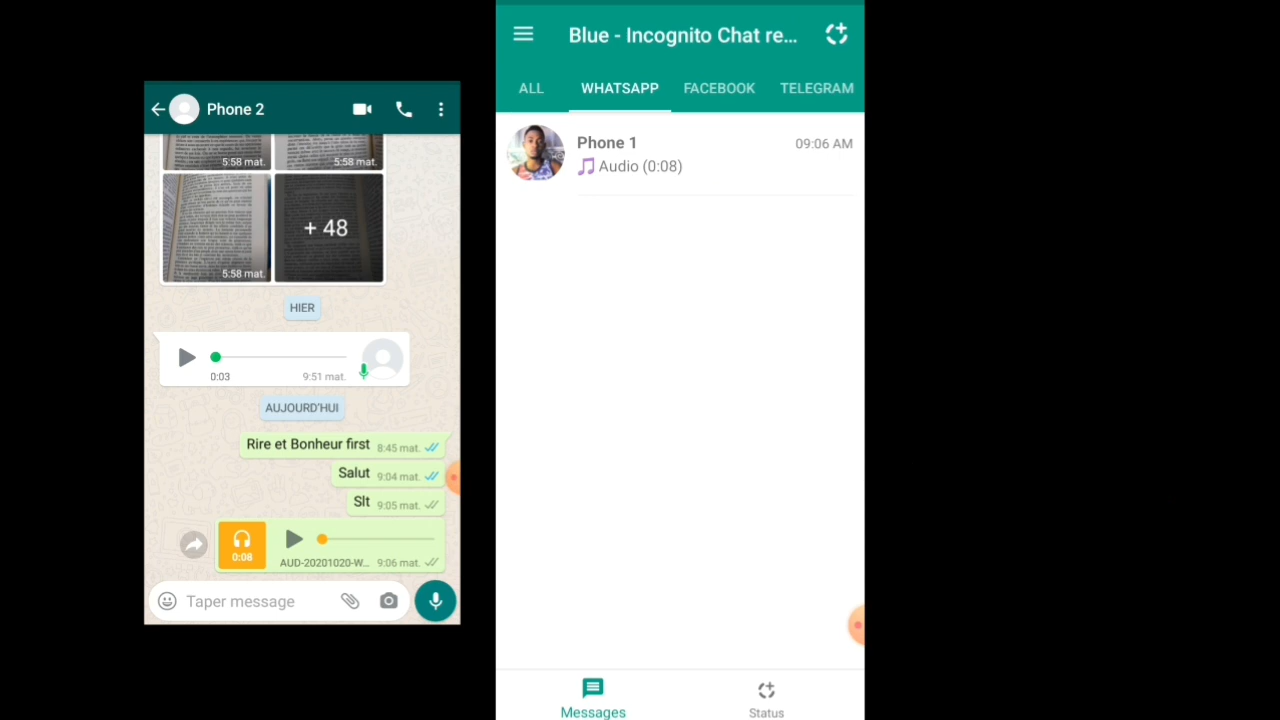 Phone 2
5:58 mat.
5:58 mat.
5:58 mat.
+ 48
HIER
0:03
9:51 mat.
AUJOURD'HUI
Rire et Bonheur first 8:45 mat.
Salut 9:04 mat.
Slt 9:05 mat.
0:08
AUD-20201020-W... 9:06 mat.
Taper message
Blue - Incognito Chat re...
ALL WHATSAPP FACEBOOK TELEGRAM
Phone 1 09:06 AM
Audio (0:08)
Messages Status